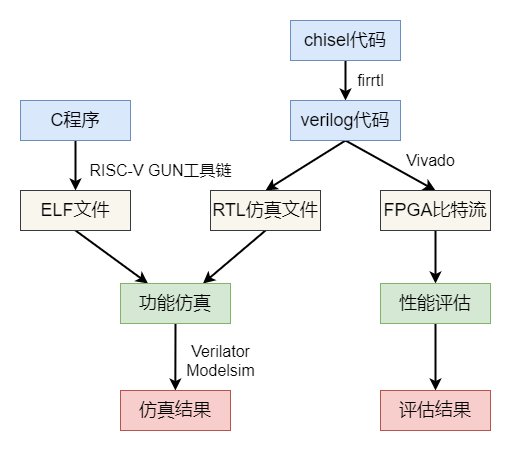 chisel代码
firrtl
C程序
verilog代码
RISC-V GUN工具链
Vivado
ELF文件
RTL仿真文件
FPGA比特流
功能仿真
性能评估
Verilator
Modelsim
仿真结果
评估结果